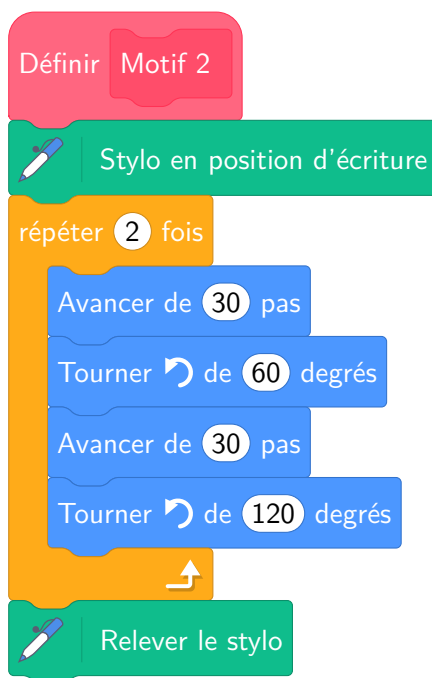 Définir Motif 2
Stylo en position d'écriture
répéter 2 fois
Avancer de 30 pas
Tourner de 60 degrés
Avancer de 30 pas
Tourner de 120 degrés
Relever le stylo